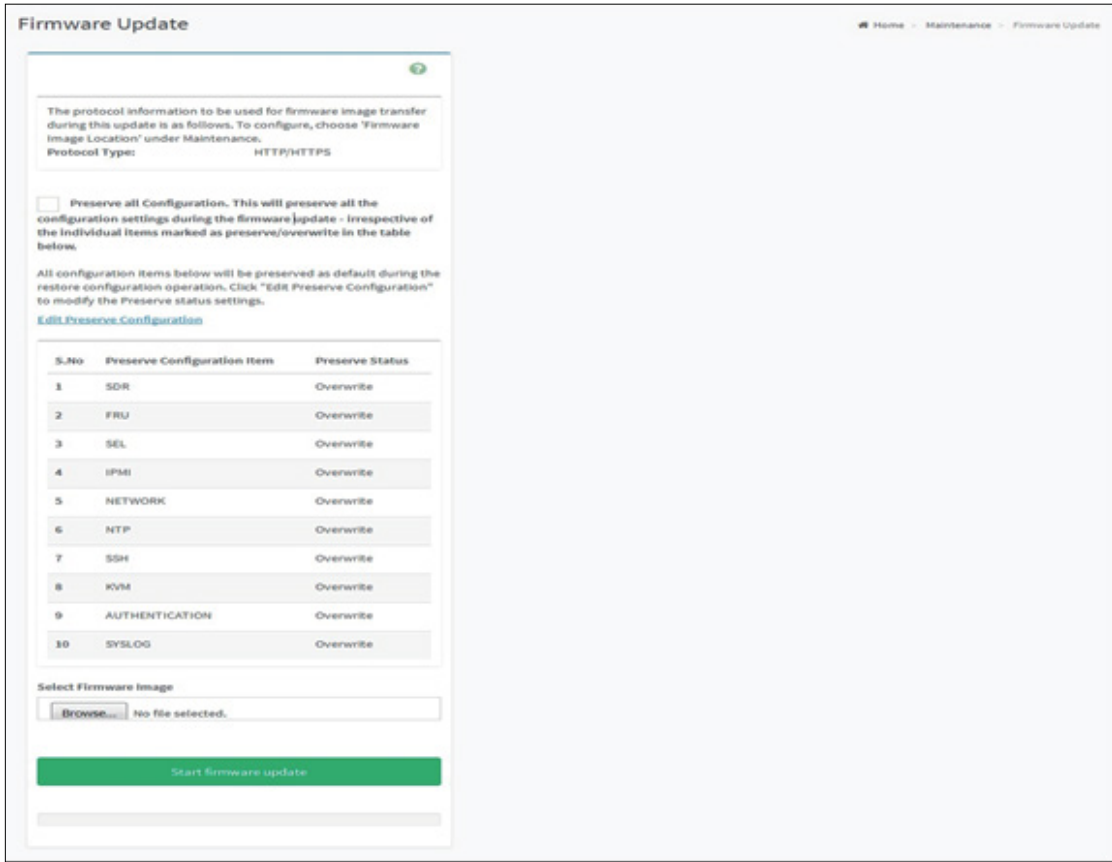 Firmware Update
Home > Maintenance > Firmware Update
The protocol information to be used for firmware image transfer
during this update is as follows. To configure, choose 'Firmware
Image Location' under Maintenance.
Protocol Type: HTTP/HTTPS
Preserve all Configuration. This will preserve all the
configuration settings during the firmware update - irrespective of
the individual items marked as preserve/overwrite in the table
below.
All configuration items below will be preserved as default during the
restore configuration operation. Click "Edit Preserve Configuration"
to modify the Preserve status settings.
Edit Preserve Configuration
S.No Preserve Configuration Item Preserve Status
1 SDR Overwrite
2 FRU Overwrite
3 SEL Overwrite
4 IPMI Overwrite
5 NETWORK Overwrite
6 NTP Overwrite
7 SSH Overwrite
8 KVM Overwrite
9 AUTHENTICATION Overwrite
10 SYSLOG Overwrite
Select Firmware Image
Browse... No file selected.
Start firmware update